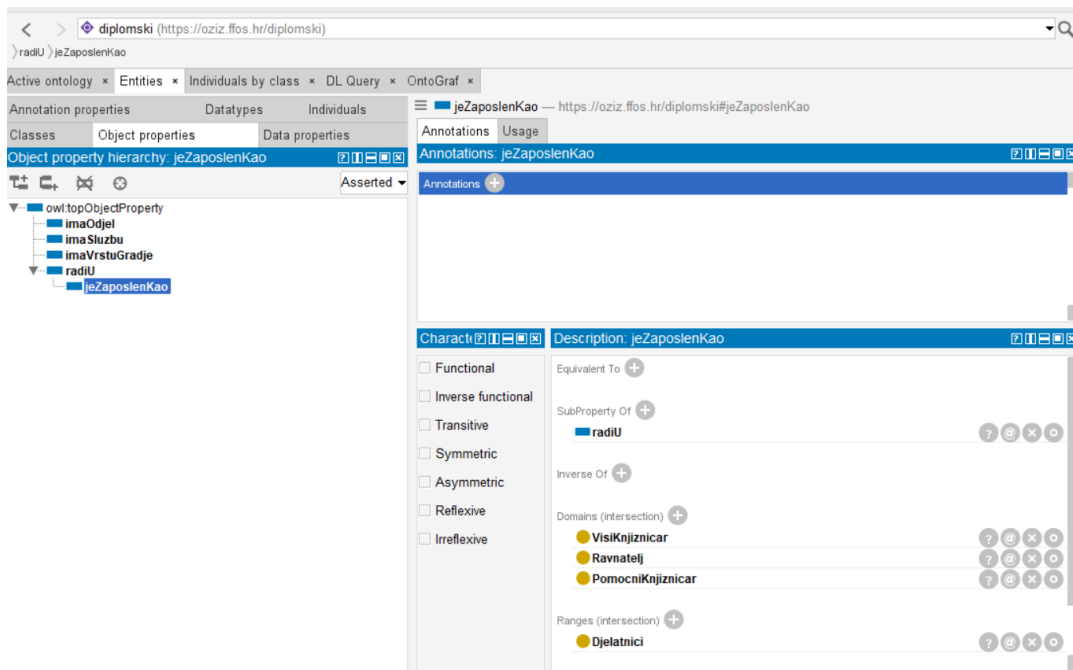 diplomski (https://oziz.ffos.hr/diplomski)
radiU jeZaposlenKao
Active ontology × Entities × Individuals by class × DL Query × OntoGraf ×
Annotation properties Datatypes Individuals
Classes Object properties Data properties
Object property hierarchy: jeZaposlenKao
Asserted
owl:topObjectProperty
imaOdjel
imaSluzbu
imaVrstuGradje
radiU
jeZaposlenKao
jeZaposlenKao — https://oziz.ffos.hr/diplomski#jeZaposlenKao
Annotations Usage
Annotations: jeZaposlenKao
Annotations
Charact
Functional
Inverse functional
Transitive
Symmetric
Asymmetric
Reflexive
Irreflexive
Description: jeZaposlenKao
Equivalent To
SubProperty Of
radiU
Inverse Of
Domains (intersection)
VisiKnjiznicar
Ravnatelj
PomocniKnjiznicar
Ranges (intersection)
Djelatnici